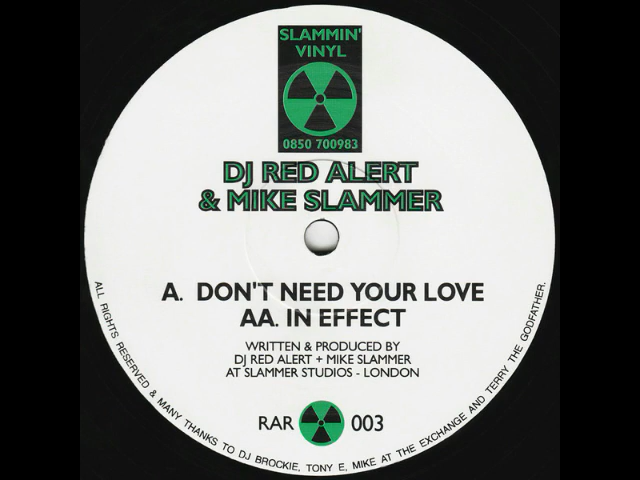 SLAMMIN'
VINYL
0850 700983
DJ RED ALERT
& MIKE SLAMMER
A. DON'T NEED YOUR LOVE
AA. IN EFFECT
WRITTEN & PRODUCED BY
DJ RED ALERT + MIKE SLAMMER
AT SLAMMER STUDIOS - LONDON
RAR 003
ALL RIGHTS RESERVED & MANY THANKS TO DJ BROCKIE, TONY E, MIKE AT THE EXCHANGE AND TERRY THE GODFATHER.